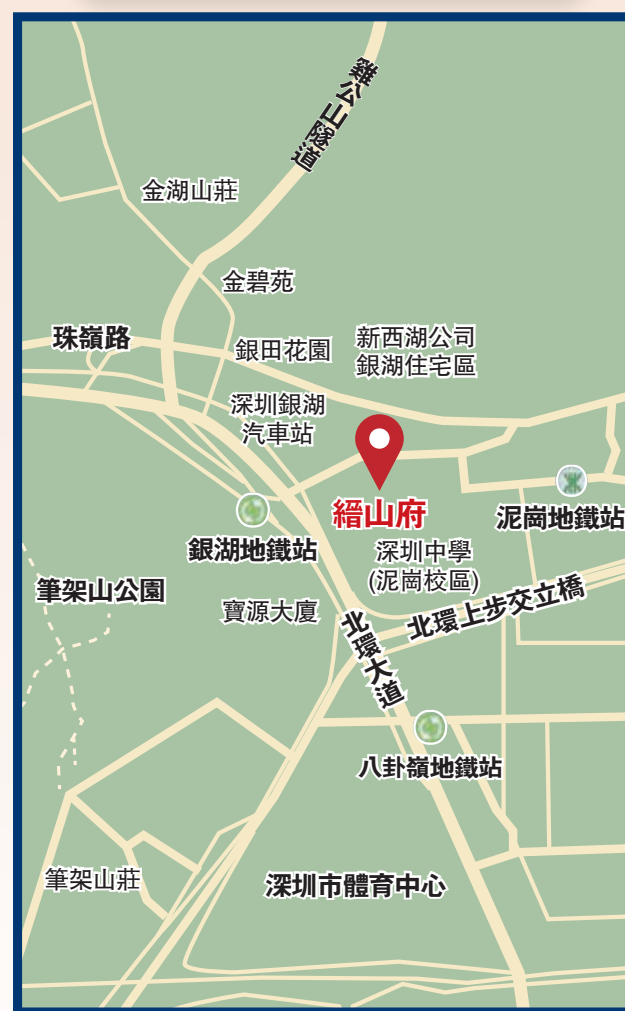 雞公山隧道
金湖山莊
金碧苑
珠嶺路
銀田花園
新西湖公司
銀湖住宅區
深圳銀湖
汽車站
縉山府
泥崗地鐵站
銀湖地鐵站
深圳中學
(泥崗校區)
筆架山公園
寶源大廈
北環上步交立橋
北環大道
八卦嶺地鐵站
筆架山莊
深圳市體育中心